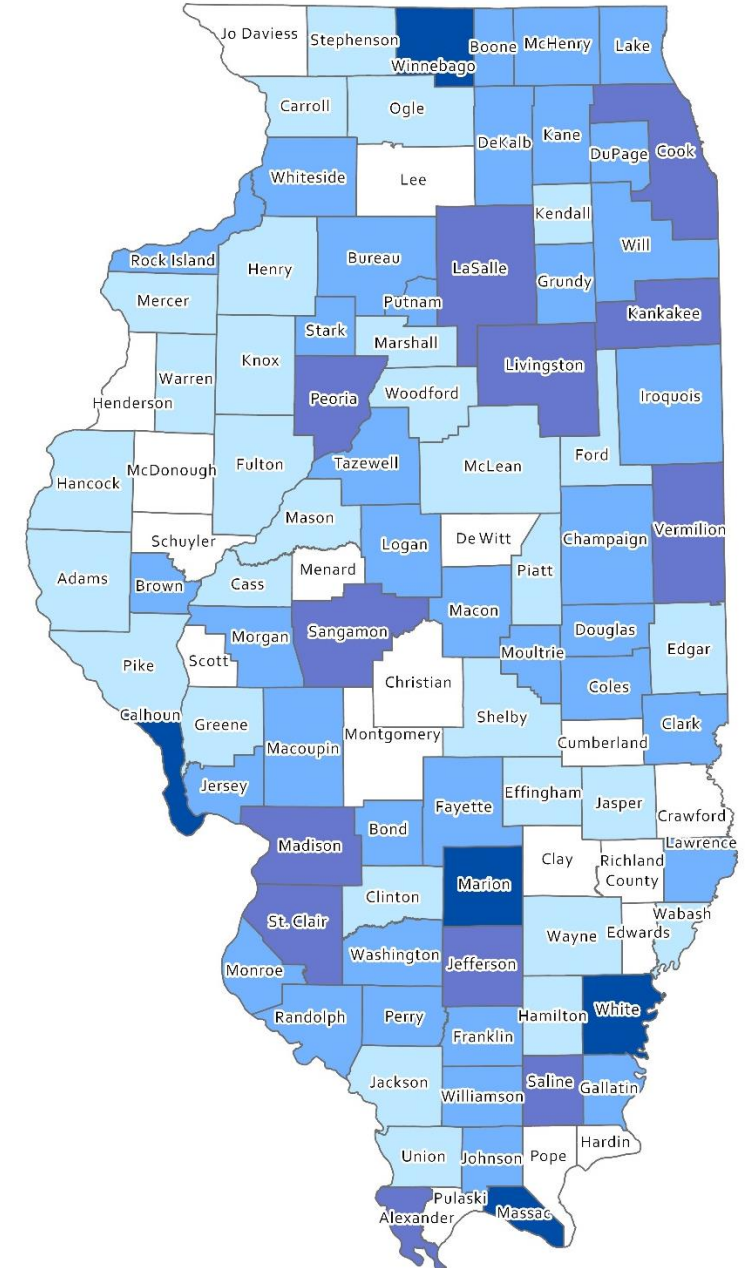 Jo Daviess
Stephenson
Winnebago
Boone
McHenry
Lake
Carroll
Ogle
DeKalb
Kane
DuPage
Cook
Whiteside
Lee
Kendall
Rock Island
Henry
Bureau
LaSalle
Will
Grundy
Mercer
Putnam
Kankakee
Stark
Marshall
Knox
Warren
Henderson
Peoria
Woodford
Livingston
Iroquois
McDonough
Fulton
Tazewell
McLean
Ford
Hancock
Mason
Schuyler
Logan
De Witt
Champaign
Vermilion
Adams
Brown
Cass
Menard
Piatt
Macon
Morgan
Sangamon
Douglas
Moultrie
Edgar
Pike
Scott
Christian
Coles
Calhoun
Greene
Shelby
Montgomery
Macoupin
Cumberland
Clark
Jersey
Fayette
Effingham
Jasper
Crawford
Bond
Madison
Lawrence
Clay
Richland
County
Marion
Clinton
Wabash
St. Clair
Wayne
Edwards
Washington
Jefferson
Monroe
Randolph
Perry
Hamilton
White
Franklin
Jackson
Williamson
Saline
Gallatin
Union
Johnson
Pope
Hardin
Pulaski
Alexander
Massac